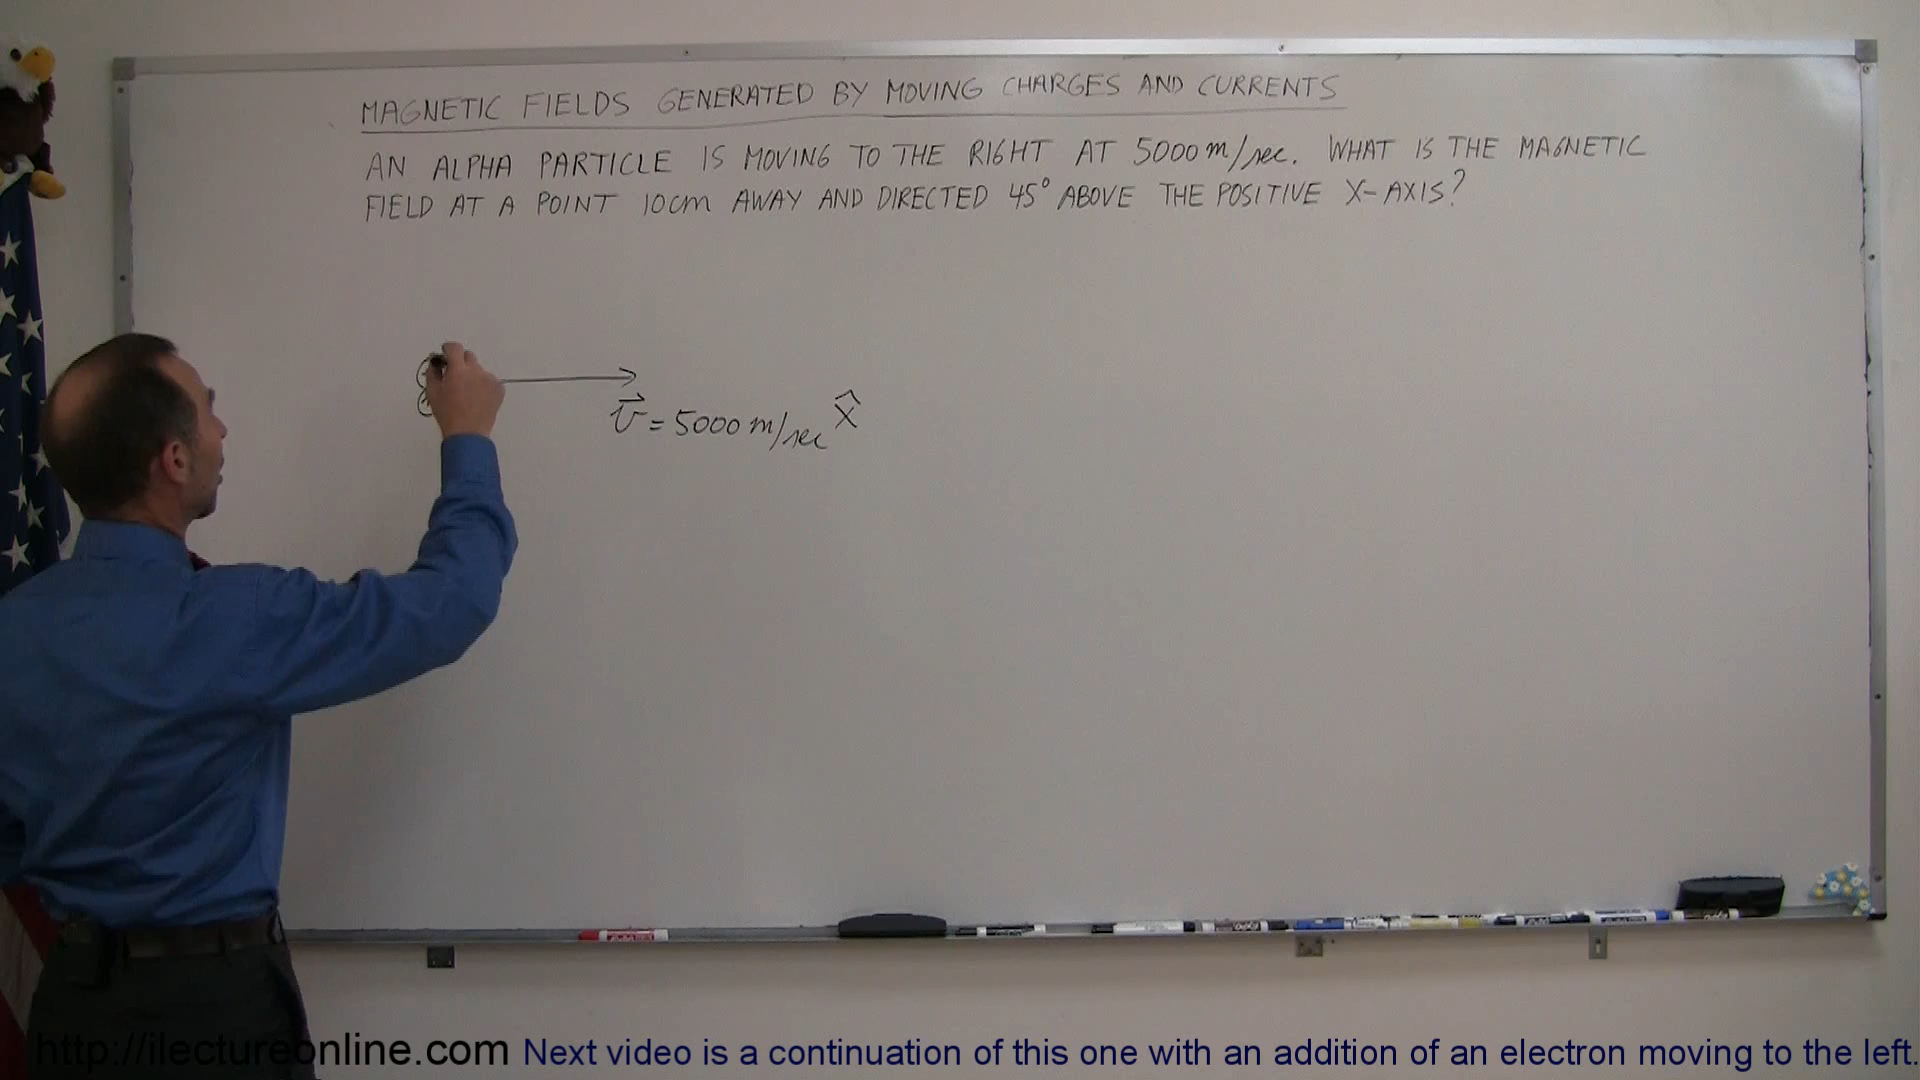 MAGNETIC FIELDS GENERATED BY MOVING CHARGES AND CURRENTS
AN ALPHA PARTICLE IS MOVING TO THE RIGHT AT 5000 m/sec. WHAT IS THE MAGNETIC
FIELD AT A POINT 10cm AWAY AND DIRECTED 45° ABOVE THE POSITIVE X-AXIS?
v⃗ = 5000 m/sec x̂
http://ilectureonline.com Next video is a continuation of this one with an addition of an electron moving to the left.